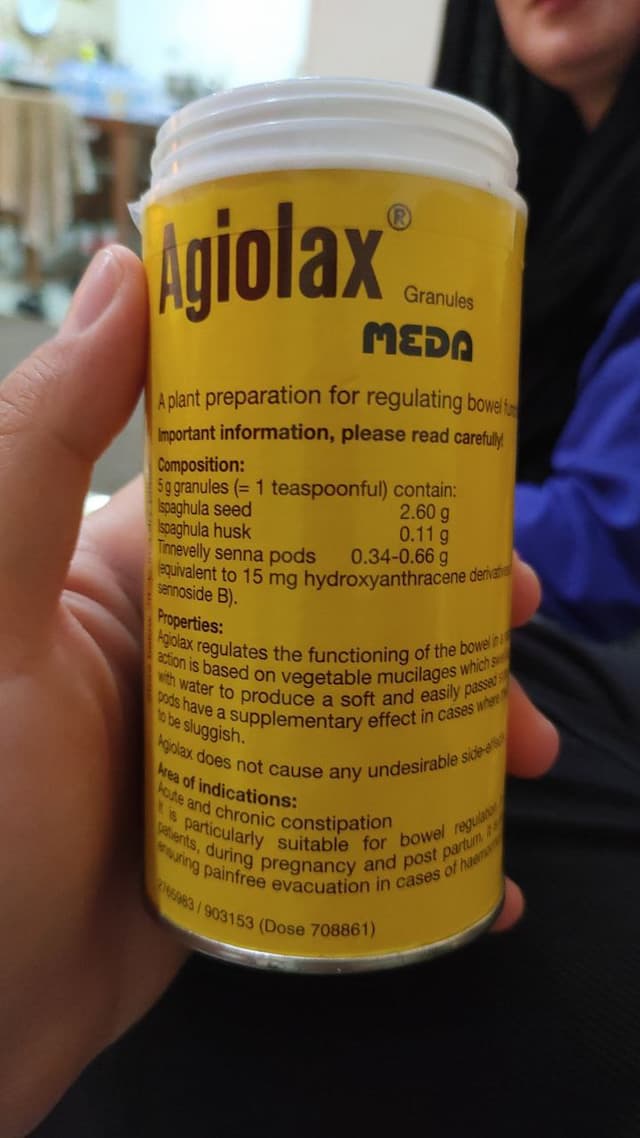 Agiolax®
Granules
MEDA
A plant preparation for regulating bowel
Important information, please read carefully!
Composition:
5 g granules (= 1 teaspoonful) contain:
Ispaghula seed 2.60 g
Ispaghula husk 0.11 g
Tinnevelly senna pods 0.34-0.66 g
(equivalent to 15 mg hydroxyanthracene
sennoside B).
Properties:
Agiolax regulates the functioning of the bowel in a
action is based on vegetable mucilages which
with water to produce a soft and easily passed
pods have a supplementary effect in cases where
to be sluggish.
Agiolax does not cause any undesirable
Area of indications:
Acute and chronic constipation
It is particularly suitable for bowel regulation
patients, during pregnancy and post partum,
ensuring painfree evacuation in cases of
903153 (Dose 708861)